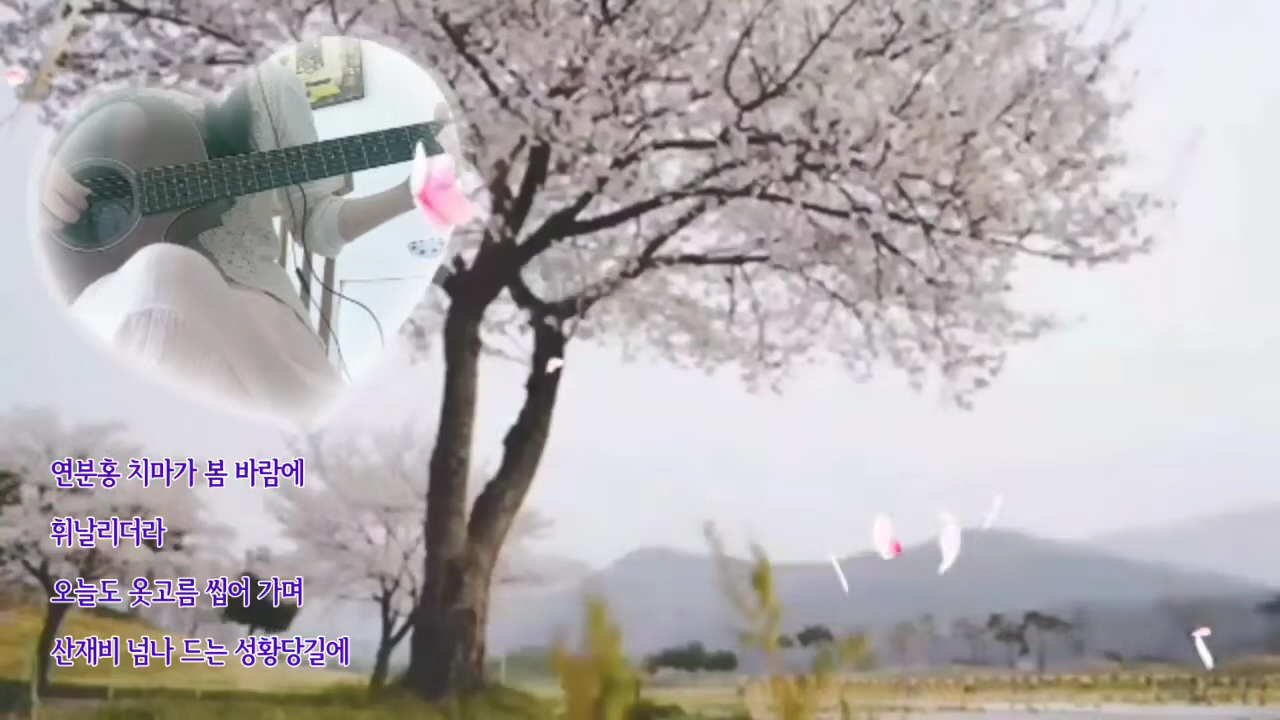 연분홍 치마가 봄 바람에
휘날리더라
오늘도 옷고름 씹어 가며
산재비 넘나 드는 성황당길에